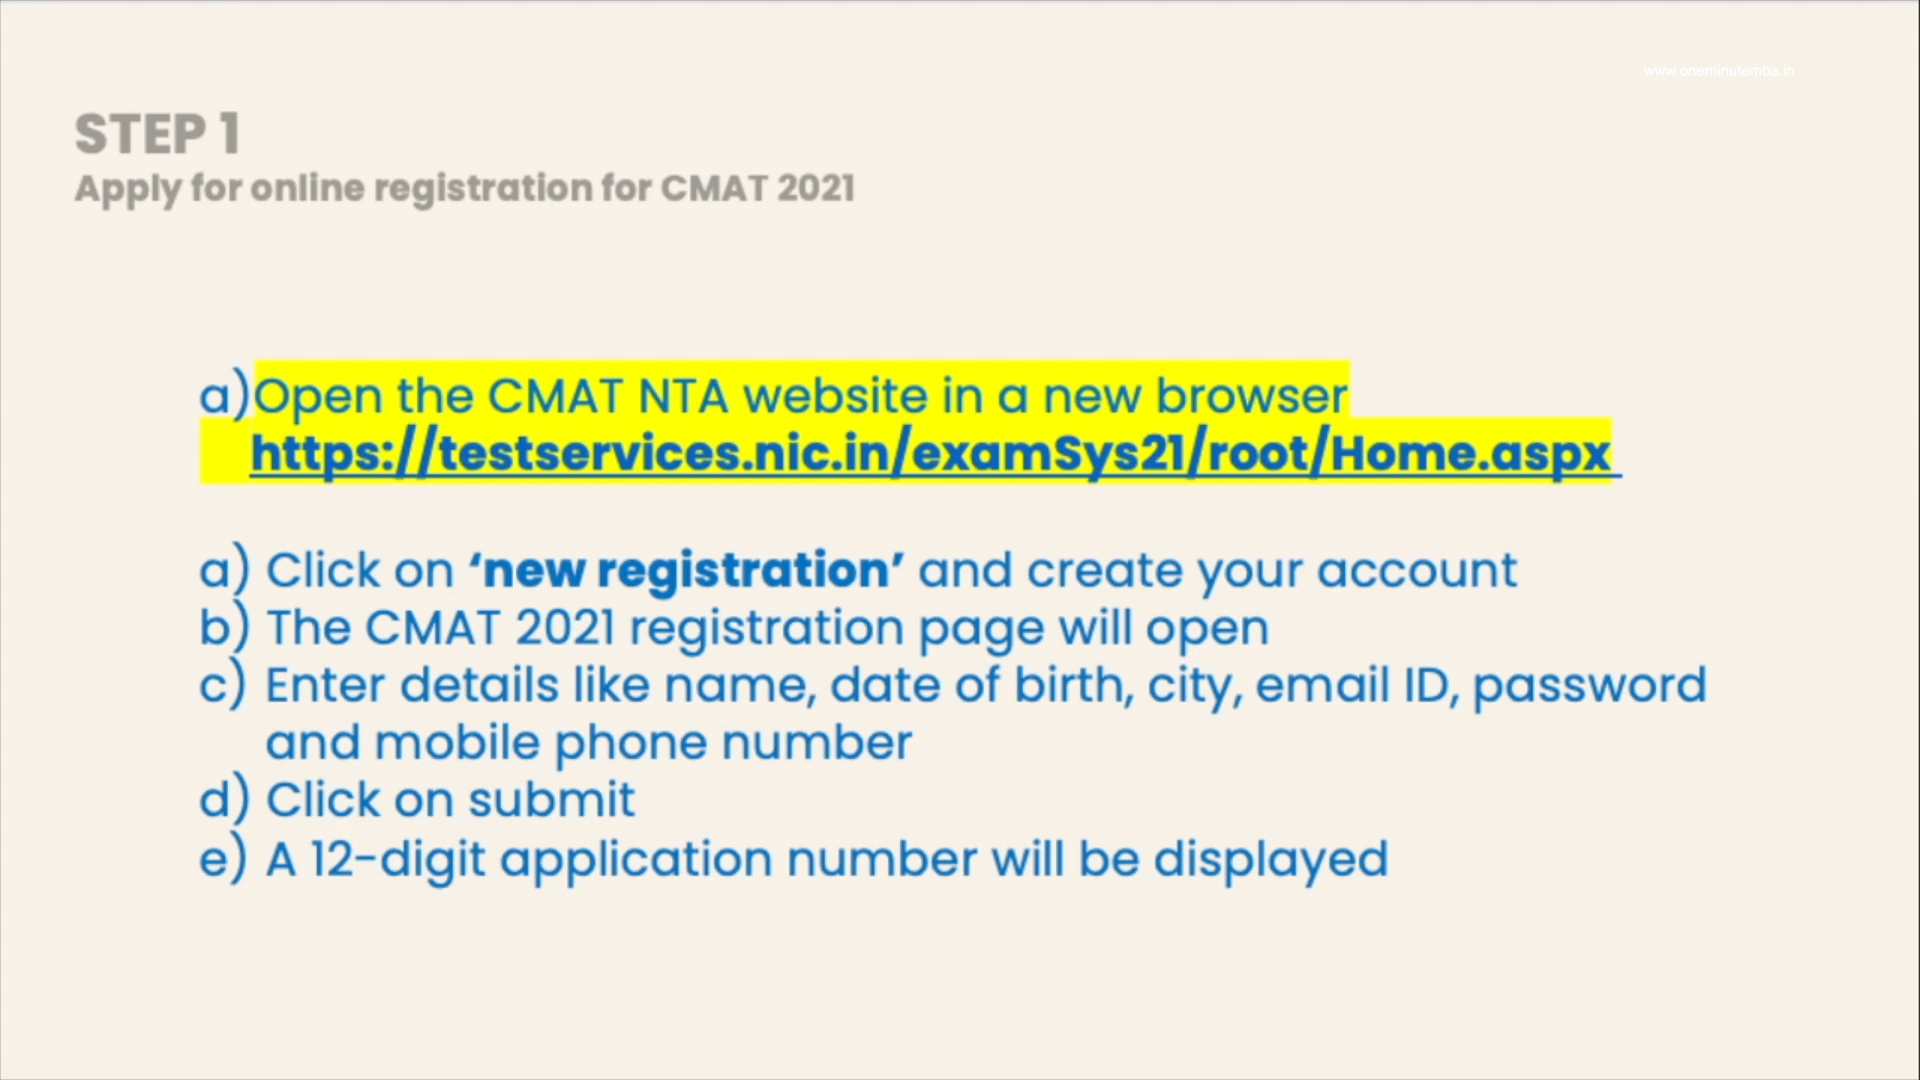 www.oneminutemba.in
STEP 1
Apply for online registration for CMAT 2021
a)Open the CMAT NTA website in a new browser
https://testservices.nic.in/examSys21/root/Home.aspx
a) Click on ‘new registration’ and create your account
b) The CMAT 2021 registration page will open
c) Enter details like name, date of birth, city, email ID, password
and mobile phone number
d) Click on submit
e) A 12-digit application number will be displayed